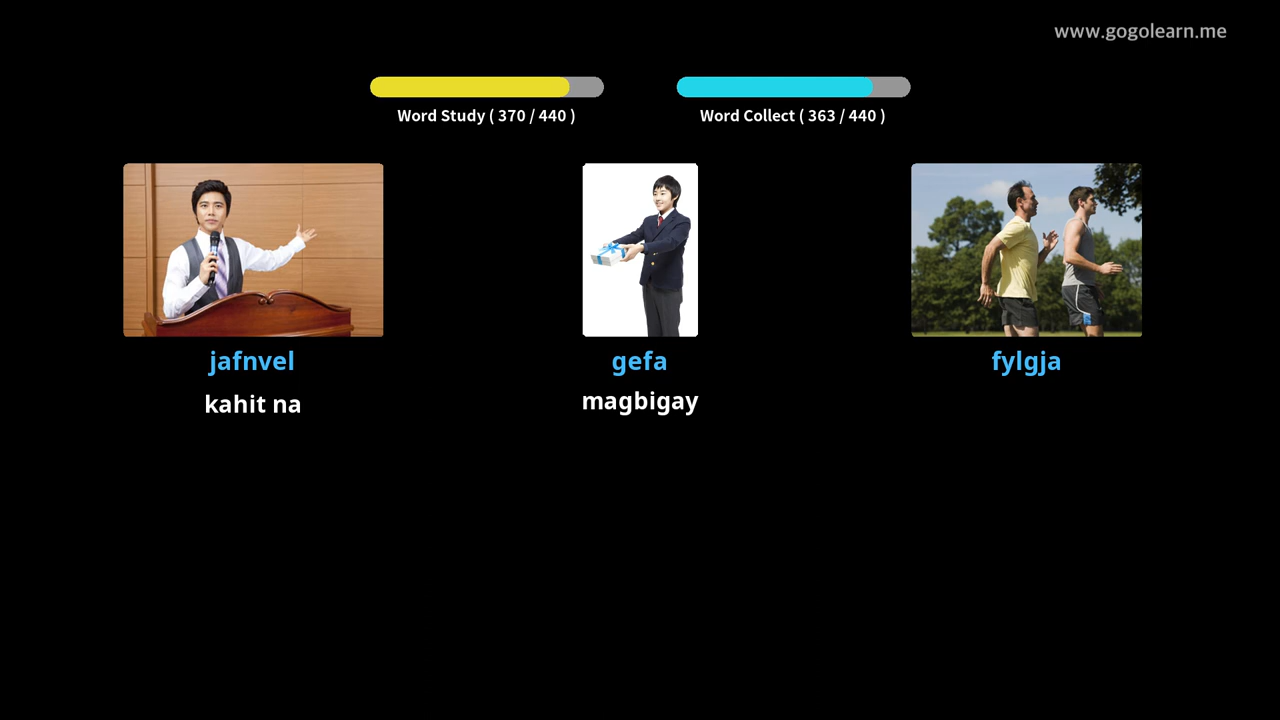 www.gogolearn.me
Word Study ( 370 / 440 )
Word Collect ( 363 / 440 )
jafnvel
gefa
fylgja
kahit na
magbigay